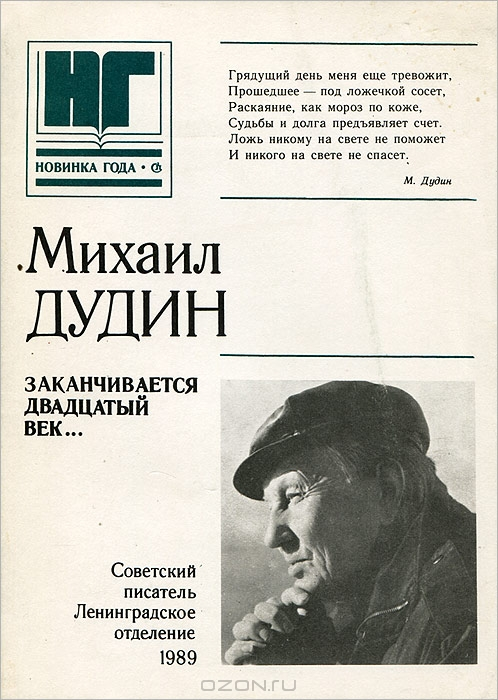 НГ
НОВИНКА ГОДА •
Грядущий день меня еще тревожит,
Прошедшее — под ложечкой сосет,
Раскаяние, как мороз по коже,
Судьбы и долга предъявляет счет.
Ложь никому на свете не поможет
И никого на свете не спасет.
М. Дудин
Михаил
ДУДИН
ЗАКАНЧИВАЕТСЯ
ДВАДЦАТЫЙ
ВЕК...
Советский
писатель
Ленинградское
отделение
1989
OZON.ru